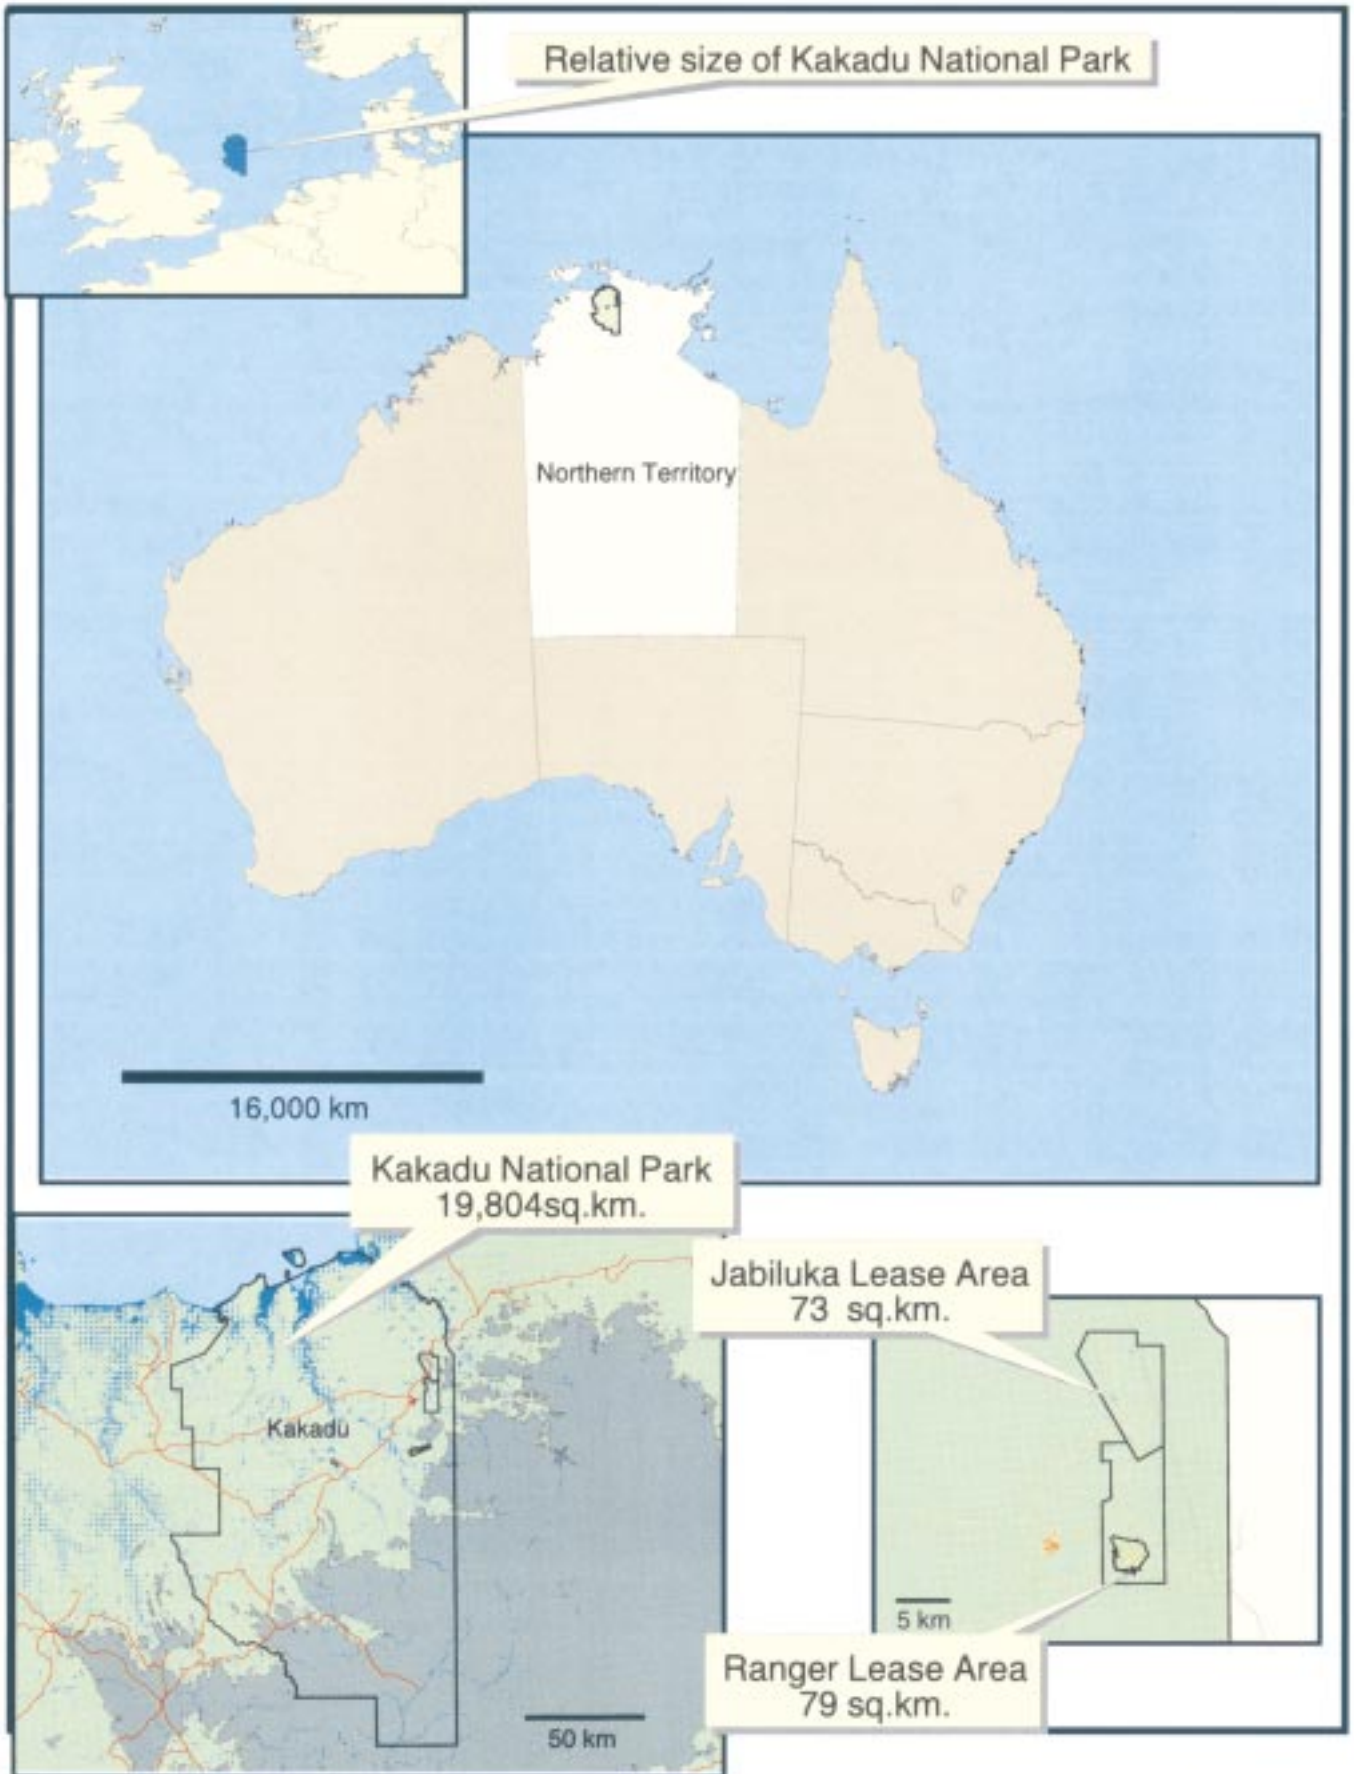 Relative size of Kakadu National Park
Northern Territory
16,000 km
Kakadu National Park
19,804sq.km.
Jabiluka Lease Area
73 sq.km.
Kakadu
5 km
Ranger Lease Area
79 sq.km.
50 km